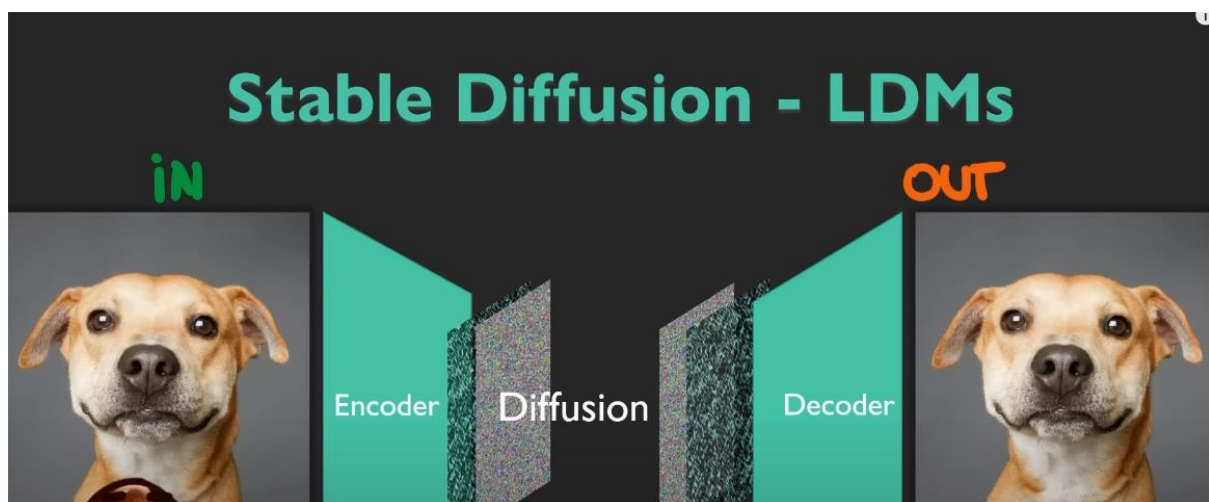 Stable Diffusion - LDMs
iN
OUT
Encoder
Diffusion
Decoder